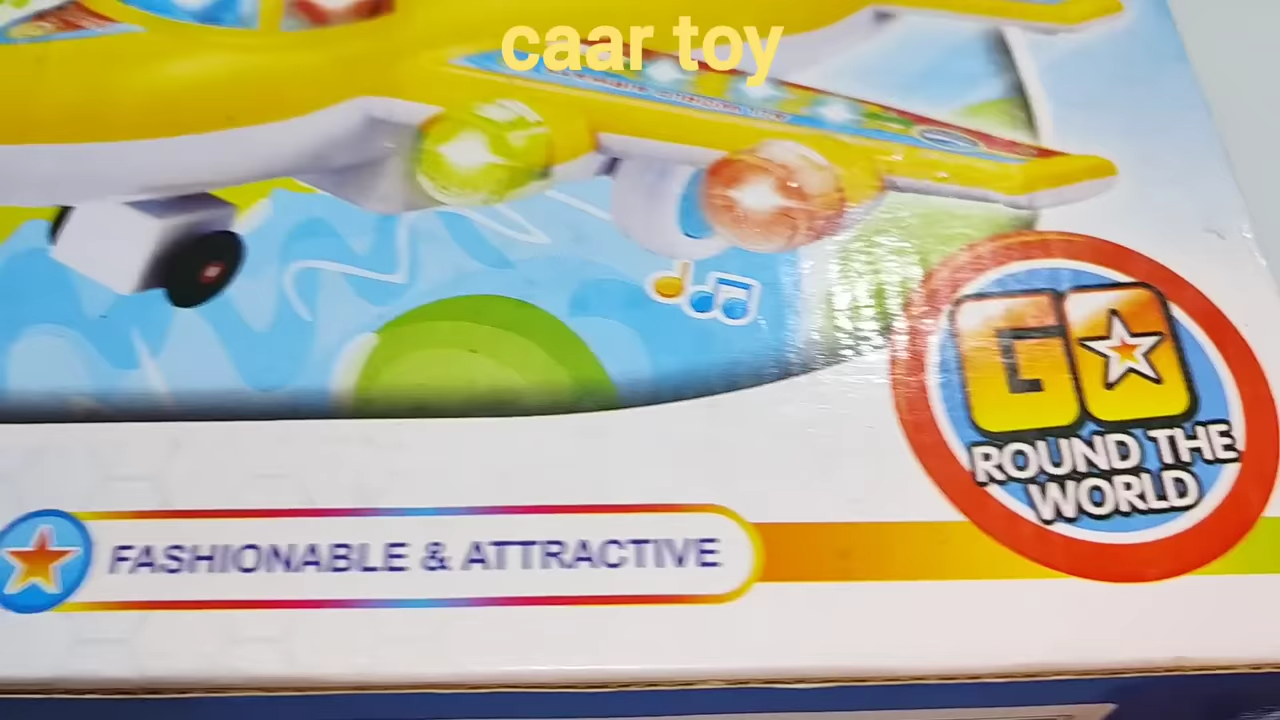 caar toy
GO
ROUND THE
WORLD
FASHIONABLE & ATTRACTIVE